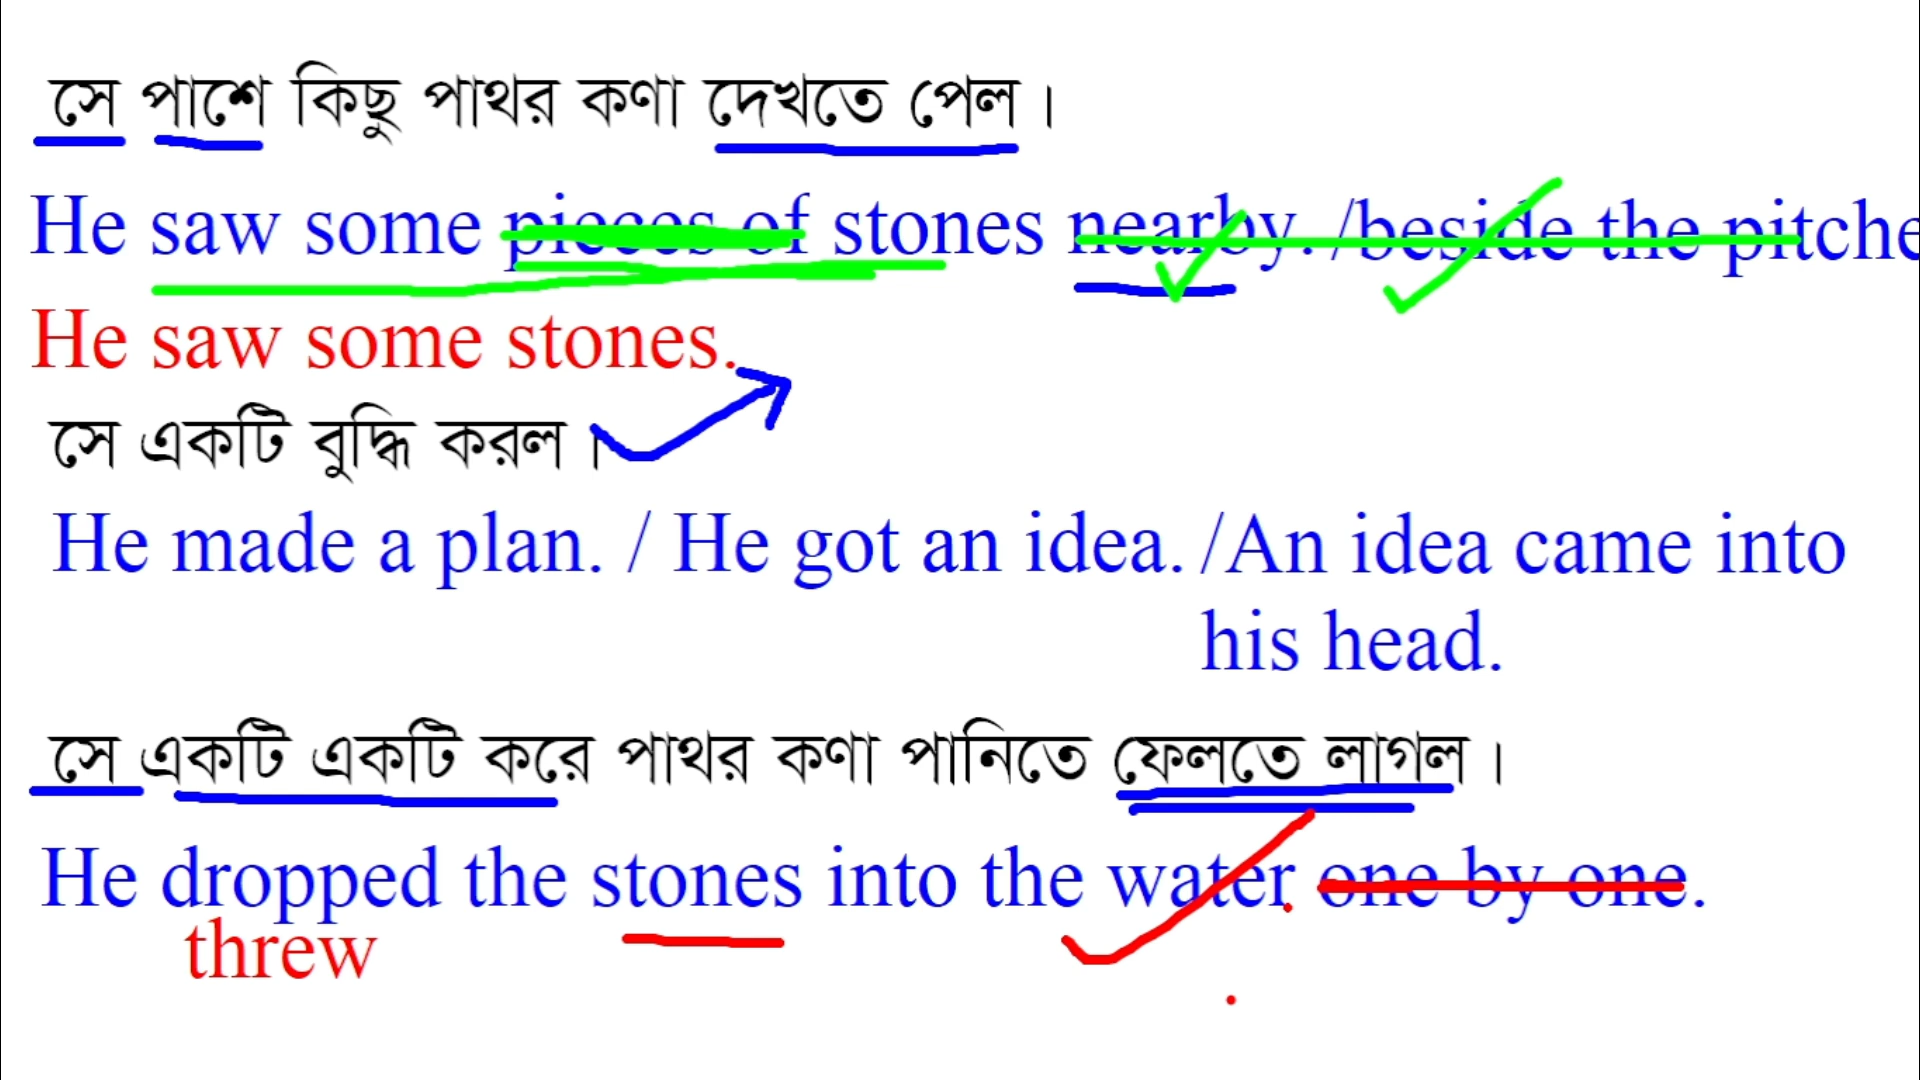 সে পাশে কিছু পাথর কণা দেখতে পেল।
He saw some pieces of stones nearby. /beside the pitche
He saw some stones.
সে একটি বুদ্ধি করল।
He made a plan. / He got an idea. /An idea came into
his head.
সে একটি একটি করে পাথর কণা পানিতে ফেলতে লাগল।
He dropped the stones into the water one by one.
threw